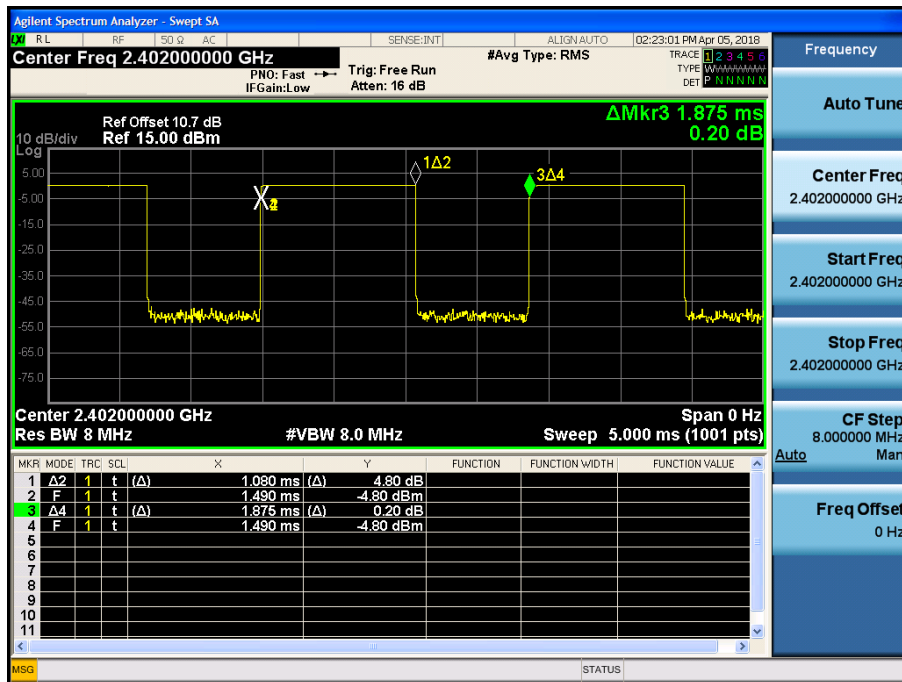 Agilent Spectrum Analyzer - Swept SA
LXI RL RF 50 Ω AC SENSE:INT ALIGN AUTO 02:23:01 PM Apr 05, 2018
Center Freq 2.402000000 GHz
PNO: Fast
IFGain:Low
Trig: Free Run
Atten: 16 dB
#Avg Type: RMS
TRACE 1 2 3 4 5 6
TYPE WWWWWW
DET P N N N N N
ΔMkr3 1.875 ms
0.20 dB
Ref Offset 10.7 dB
10 dB/div Ref 15.00 dBm
Log
5.00
-5.00
-15.0
-25.0
-35.0
-45.0
-55.0
-65.0
-75.0
1Δ2
3Δ4
Center 2.402000000 GHz Span 0 Hz
Res BW 8 MHz #VBW 8.0 MHz Sweep 5.000 ms (1001 pts)
MKR MODE TRC SCL X Y FUNCTION FUNCTION WIDTH FUNCTION VALUE
1 Δ2 1 t (Δ) 1.080 ms (Δ) 4.80 dB
2 F 1 t 1.490 ms -4.80 dBm
3 Δ4 1 t (Δ) 1.875 ms (Δ) 0.20 dB
4 F 1 t 1.490 ms -4.80 dBm
5
6
7
8
9
10
11
MSG STATUS
Frequency
Auto Tune
Center Freq
2.402000000 GHz
Start Freq
2.402000000 GHz
Stop Freq
2.402000000 GHz
CF Step
8.000000 MHz
Auto Man
Freq Offset
0 Hz